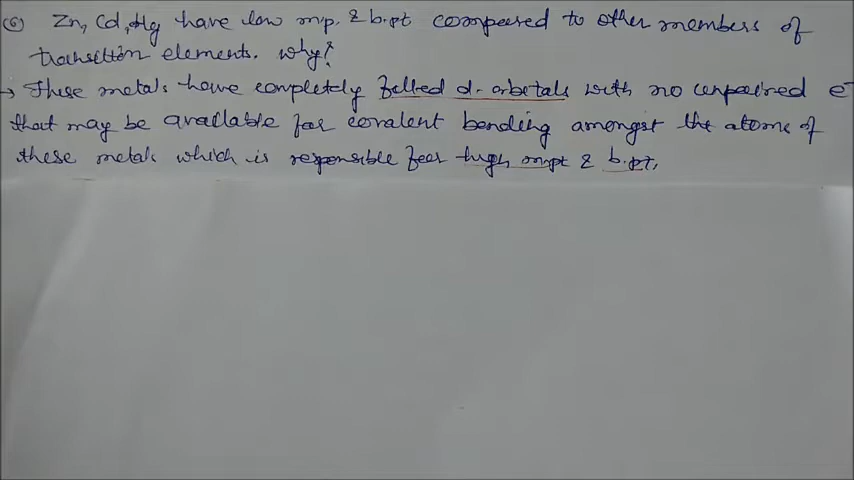 ⑥ Zn, Cd, Hg have low mp. & b.pt compared to other members of
transition elements. why?
→ These metals have completely filled d-orbitals with no unpaired e⁻
that may be available for covalent bonding amongst the atoms of
these metals which is responsible for high mpt & b.pt.